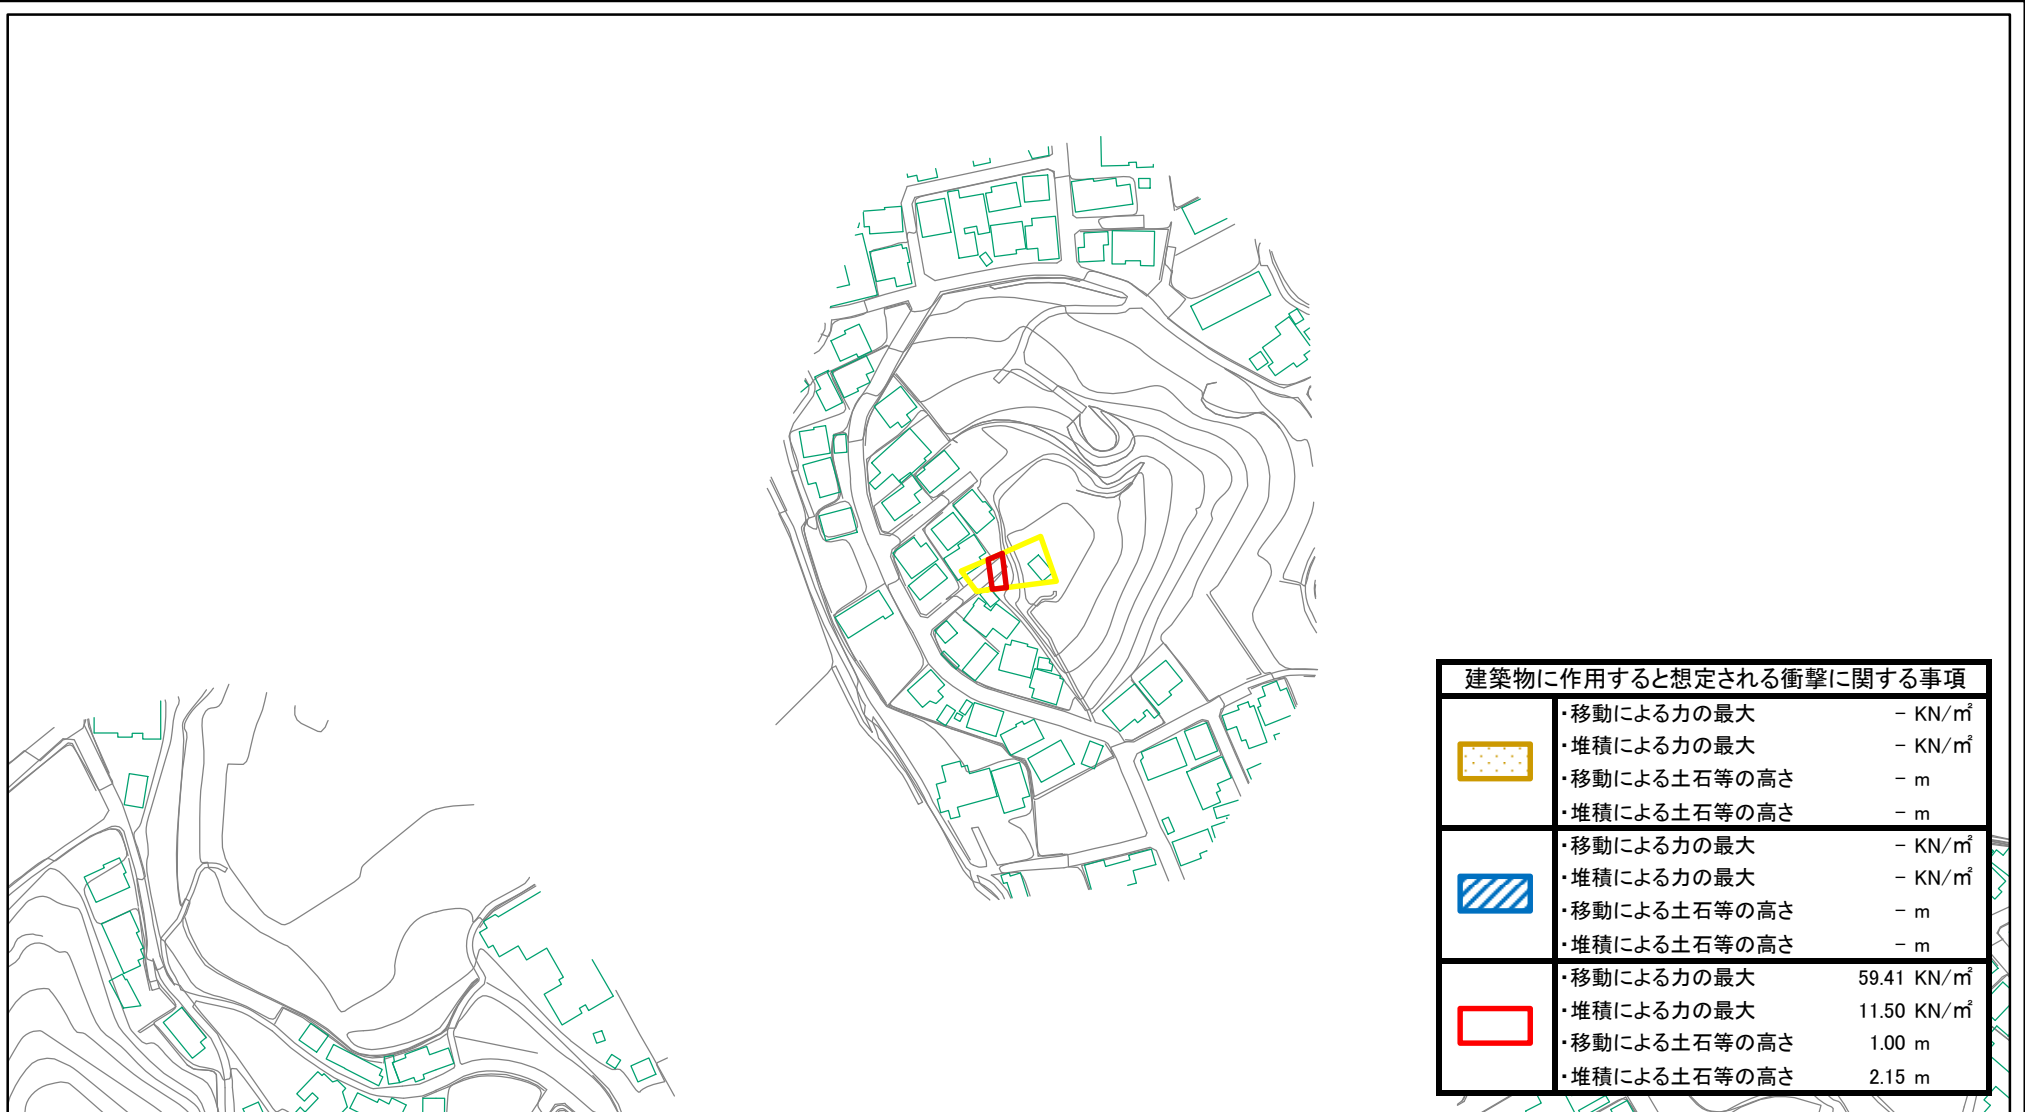 建築物に作用すると想定される衝撃に関する事項
・移動による力の最大 － KN/㎡
・堆積による力の最大 － KN/㎡
・移動による土石等の高さ － m
・堆積による土石等の高さ － m
・移動による力の最大 － KN/㎡
・堆積による力の最大 － KN/㎡
・移動による土石等の高さ － m
・堆積による土石等の高さ － m
・移動による力の最大 59.41 KN/㎡
・堆積による力の最大 11.50 KN/㎡
・移動による土石等の高さ 1.00 m
・堆積による土石等の高さ 2.15 m